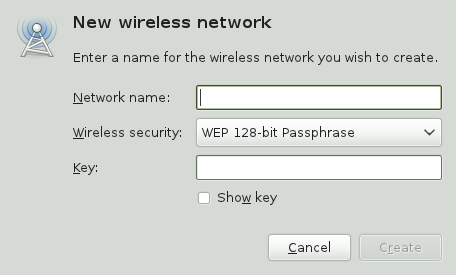 New wireless network
Enter a name for the wireless network you wish to create.
Network name:
Wireless security: WEP 128-bit Passphrase
Key:
Show key
Cancel Create